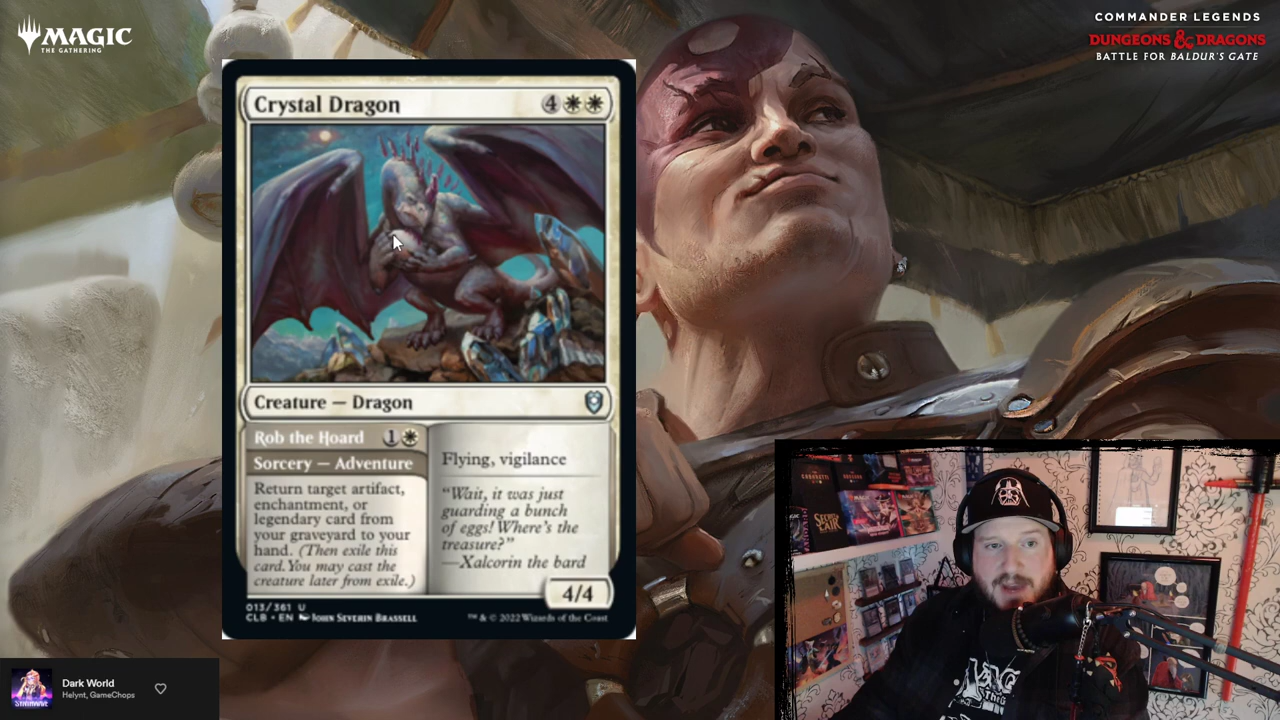 MAGIC
THE GATHERING
COMMANDER LEGENDS
DUNGEONS & DRAGONS
BATTLE FOR BALDUR'S GATE
Crystal Dragon 4
Creature — Dragon
Rob the Hoard 1
Sorcery — Adventure
Return target artifact,
enchantment, or
legendary card from
your graveyard to your
hand. (Then exile this
card.You may cast the
creature later from exile.)
Flying, vigilance
“Wait, it was just
guarding a bunch
of eggs! Where's the
treasure?”
—Xalcorin the bard
4/4
013/361 U
CLB • EN John Severin Brassell
™ & © 2022 Wizards of the Coast
SECRET
LAIR
Dark World
Helynt, GameChops